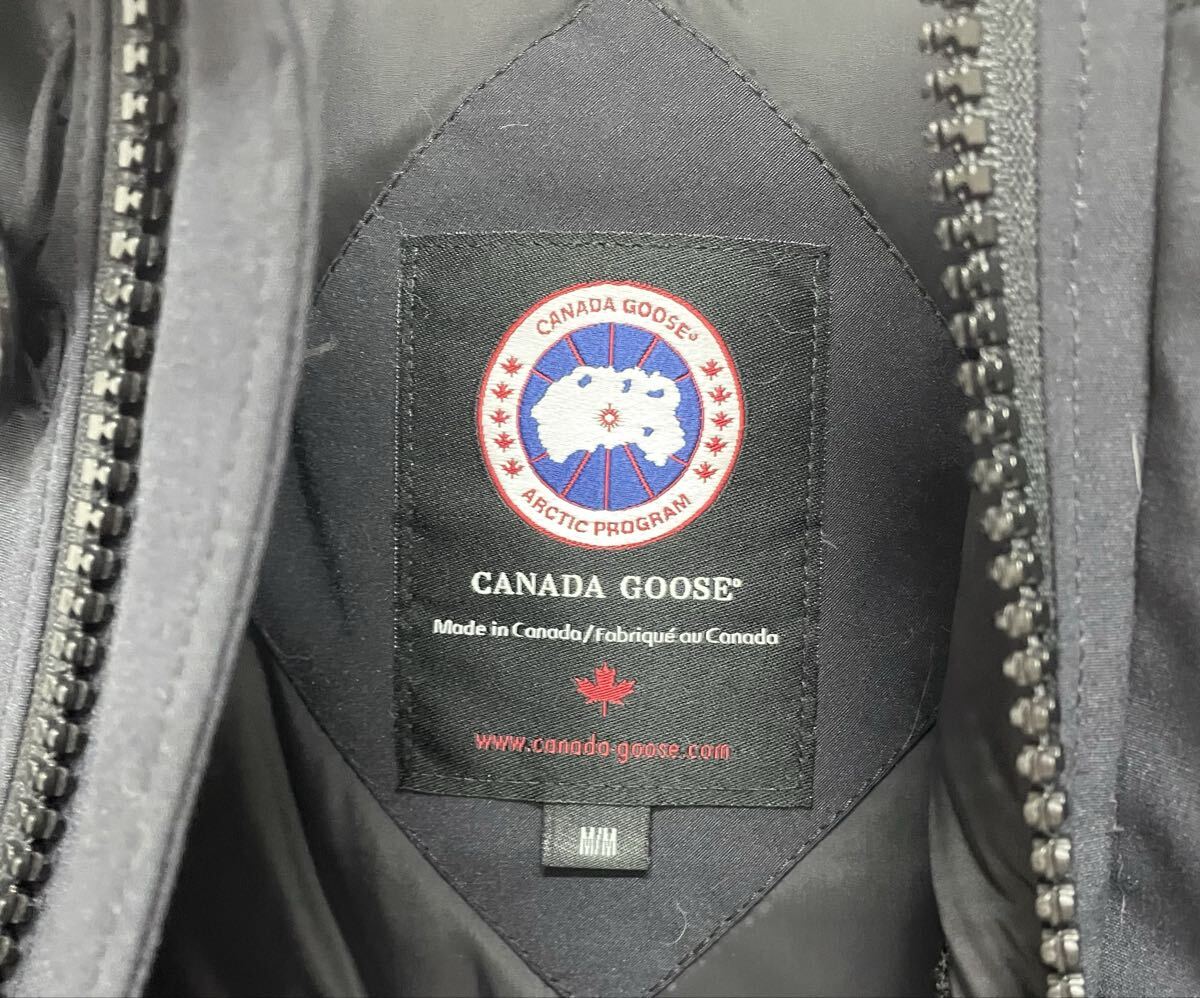 CANADA GOOSE®
ARCTIC PROGRAM
CANADA GOOSE®
Made in Canada/Fabriqué au Canada
www.canada-goose.com
M/M